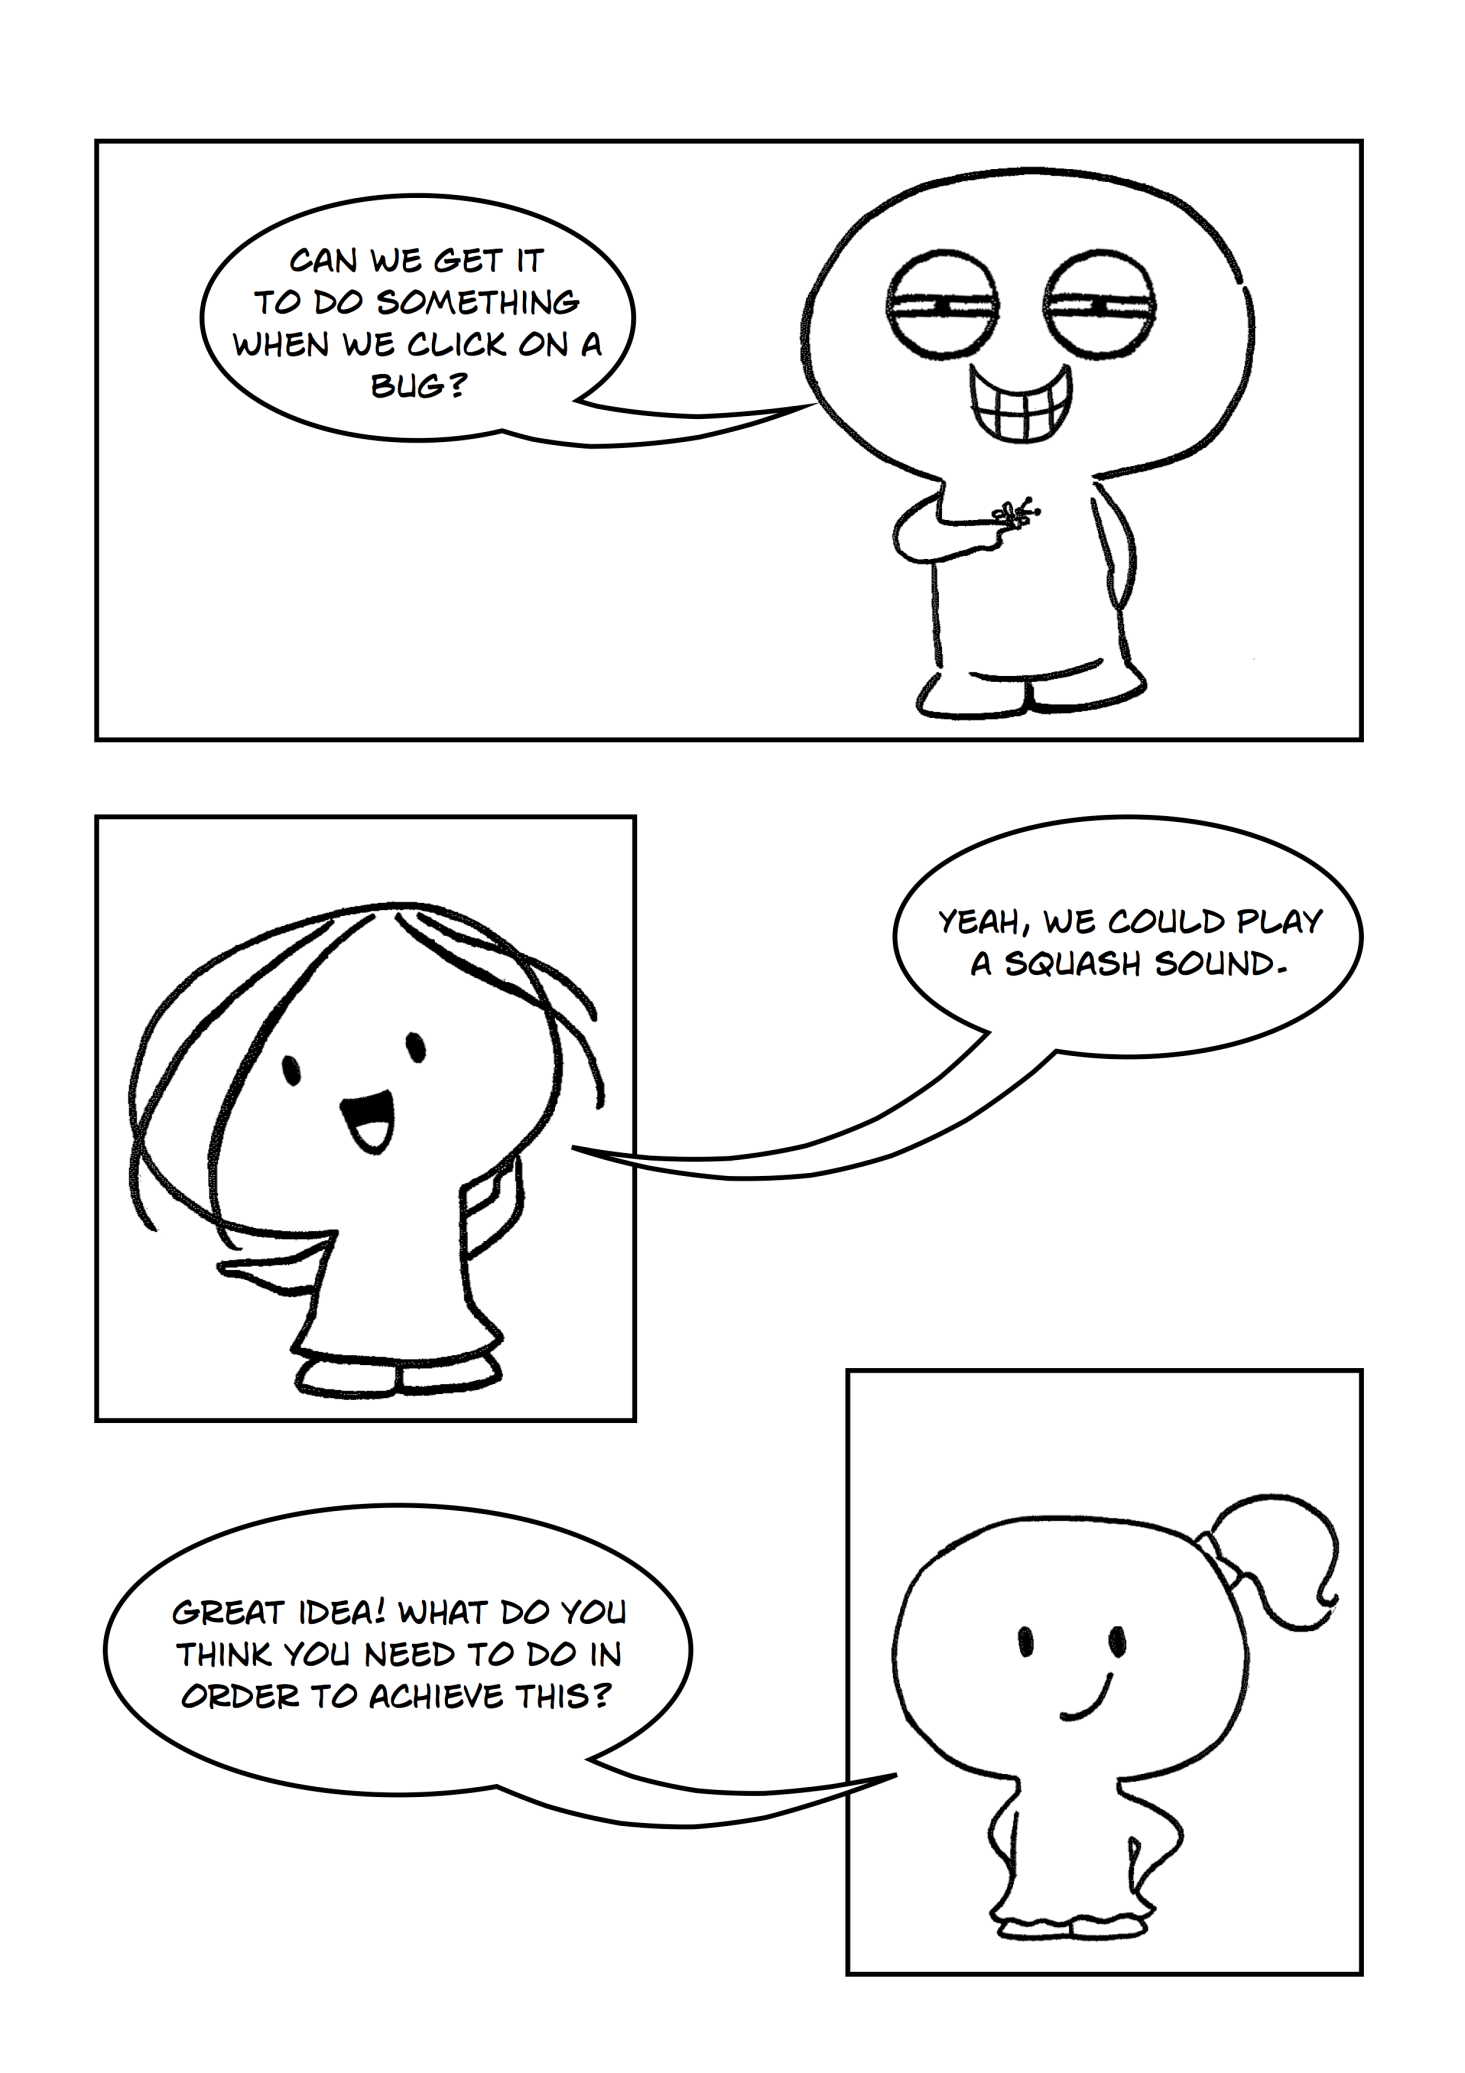 CAN WE GET IT
TO DO SOMETHING
WHEN WE CLICK ON A
BUG?
YEAH, WE COULD PLAY
A SQUASH SOUND.
GREAT IDEA! WHAT DO YOU
THINK YOU NEED TO DO IN
ORDER TO ACHIEVE THIS?